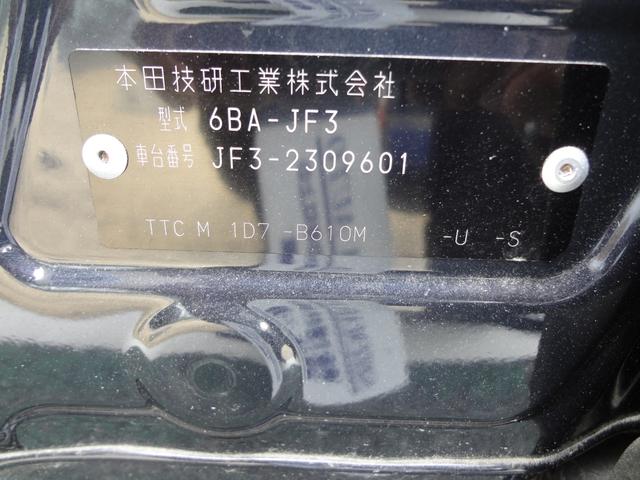 本田技研工業株式会社
型式 6BA-JF3
車台番号 JF3-2309601
TTC M 1D7 -B610M -U -S